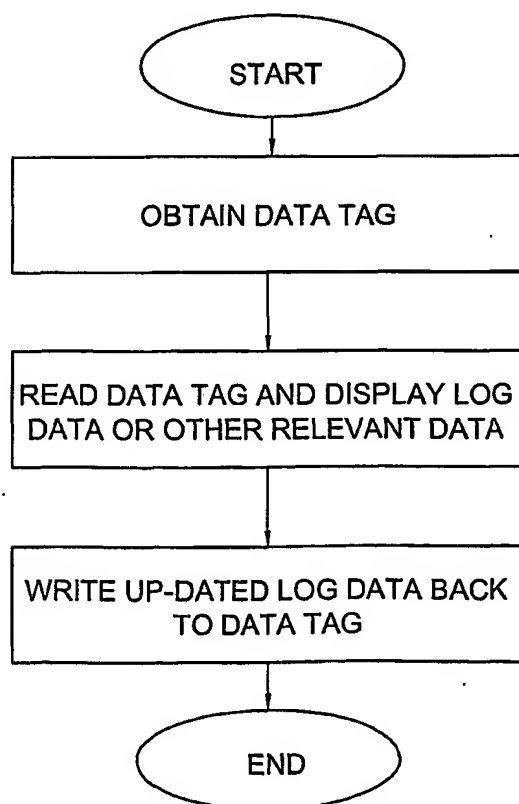 START
OBTAIN DATA TAG
READ DATA TAG AND DISPLAY LOG
DATA OR OTHER RELEVANT DATA
WRITE UP-DATED LOG DATA BACK
TO DATA TAG
END